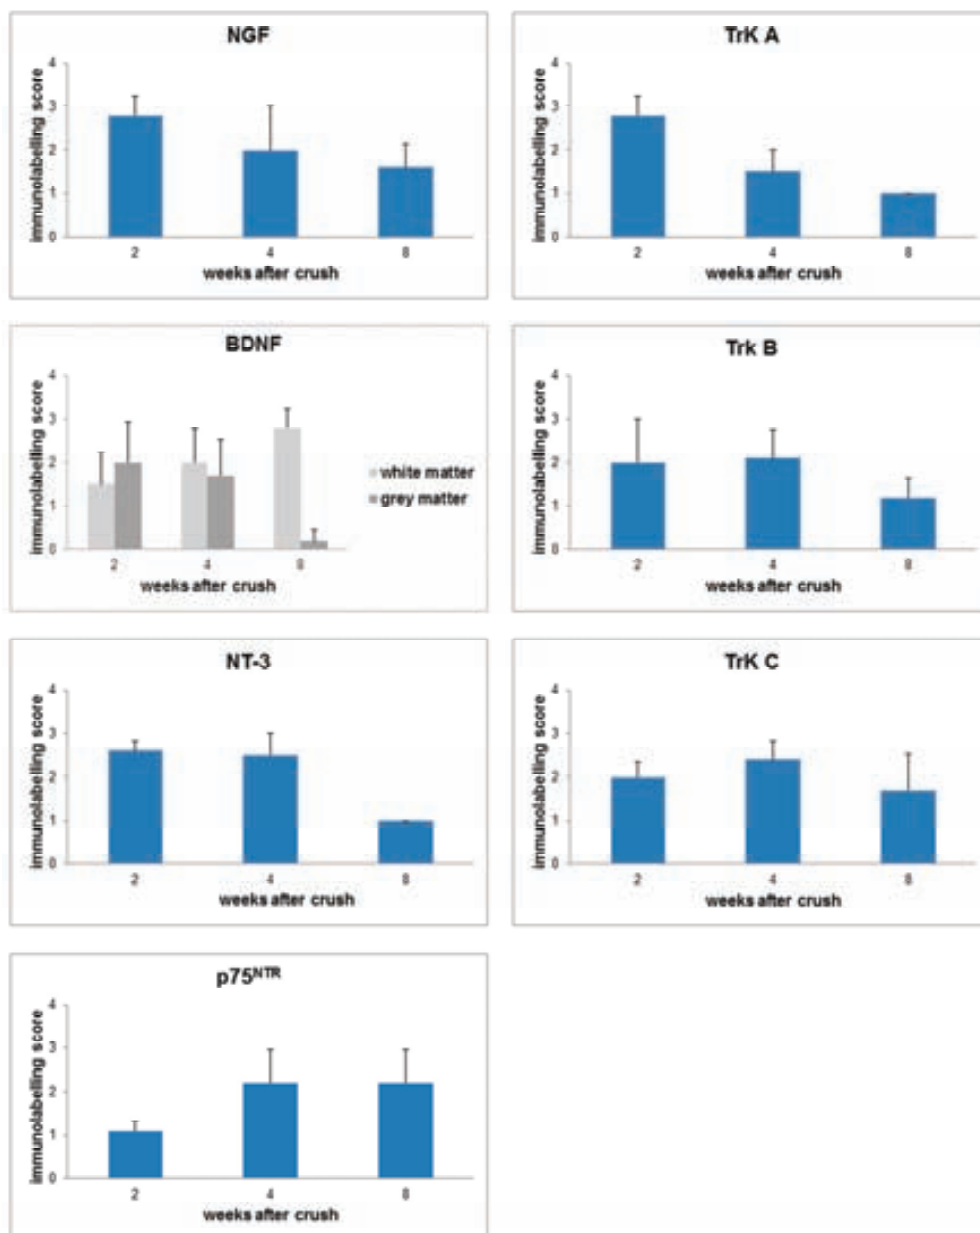 NGF
4
3
2
1
0
immunolabelling score
2 4 8
weeks after crush
TrK A
4
3
2
1
0
immunolabelling score
2 4 8
weeks after crush
BDNF
4
3
2
1
0
immunolabelling score
2 4 8
weeks after crush
white matter
grey matter
Trk B
4
3
2
1
0
immunolabelling score
2 4 8
weeks after crush
NT-3
4
3
2
1
0
immunolabelling score
2 4 8
weeks after crush
TrK C
4
3
2
1
0
immunolabelling score
2 4 8
weeks after crush
p75NTR
4
3
2
1
0
immunolabelling score
2 4 8
weeks after crush